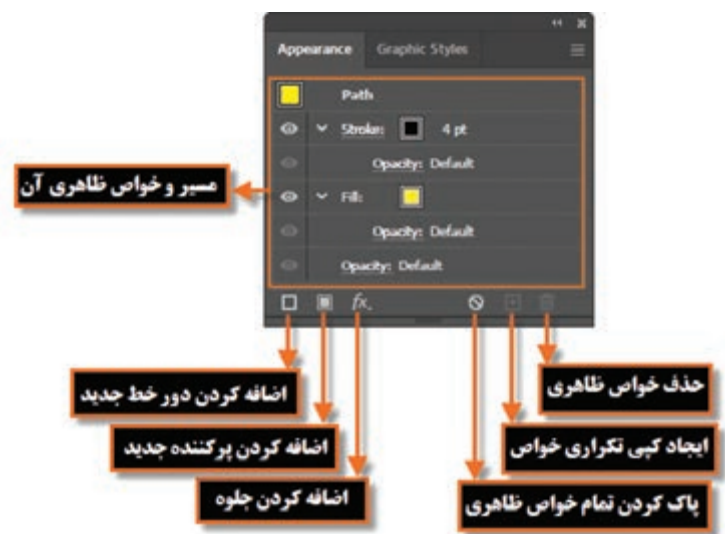 Appearance Graphic Styles
Path
Stroke: 4 pt
Opacity: Default
مسیر و خواص ظاهری آن
Fill:
Opacity: Default
Opacity: Default
fx.
حذف خواص ظاهری
اضافه کردن دور خط جدید
ایجاد کپی تکراری خواص
اضافه کردن پرکننده جدید
اضافه کردن جلوه
پاک کردن تمام خواص ظاهری